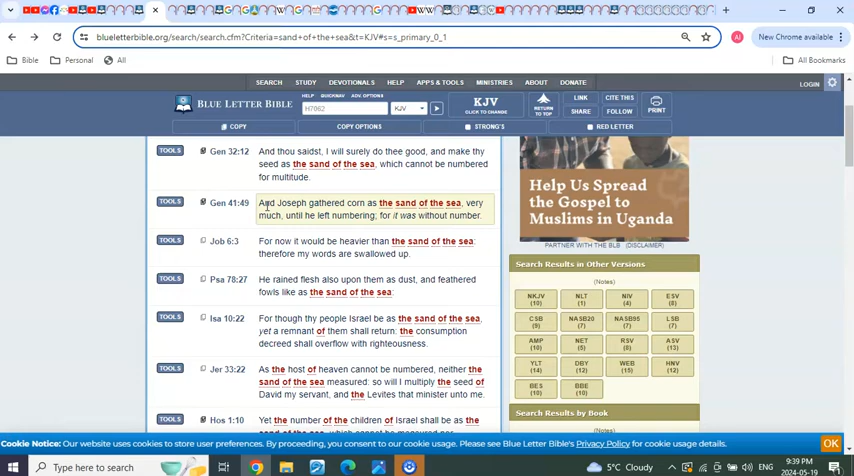 blueletterbible.org/search/search.cfm?Criteria=sand+of+the+sea&t=KJV#s=s_primary_0_1
AI
New Chrome available
Bible
Personal
All
All Bookmarks
SEARCH STUDY DEVOTIONALS HELP APPS & TOOLS MINISTRIES ABOUT DONATE
LOGIN
BLUE LETTER BIBLE
HELP QUICKNAV ADV. OPTIONS
H7062
KJV
KJV
CLICK TO CHANGE
RETURN
TO TOP
LINK
SHARE
CITE THIS
FOLLOW
PRINT
COPY
COPY OPTIONS
STRONG'S
RED LETTER
TOOLS
Gen 32:12
And thou saidst, I will surely do thee good, and make thy
seed as the sand of the sea, which cannot be numbered
for multitude.
TOOLS
Gen 41:49
And Joseph gathered corn as the sand of the sea, very
much, until he left numbering; for it was without number.
TOOLS
Job 6:3
For now it would be heavier than the sand of the sea:
therefore my words are swallowed up.
TOOLS
Psa 78:27
He rained flesh also upon them as dust, and feathered
fowls like as the sand of the sea:
TOOLS
Isa 10:22
For though thy people Israel be as the sand of the sea,
yet a remnant of them shall return: the consumption
decreed shall overflow with righteousness.
TOOLS
Jer 33:22
As the host of heaven cannot be numbered, neither the
sand of the sea measured: so will I multiply the seed of
David my servant, and the Levites that minister unto me.
TOOLS
Hos 1:10
Yet the number of the children of Israel shall be as the
sand of the sea, which cannot be measured nor
Help Us Spread
the Gospel to
Muslims in Uganda
PARTNER WITH THE BLB (DISCLAIMER)
Search Results in Other Versions
(Notes)
NKJV
(10)
NLT
(1)
NIV
(4)
ESV
(8)
CSB
(9)
NASB20
(7)
NASB95
(7)
LSB
(7)
AMP
(10)
NET
(5)
RSV
(8)
ASV
(13)
YLT
(14)
DBY
(12)
WEB
(15)
HNV
(12)
BES
(10)
BBE
(10)
Search Results by Book
(Notes)
Cookie Notice: Our website uses cookies to store user preferences. By proceeding, you consent to our cookie usage. Please see Blue Letter Bible's Privacy Policy for cookie usage details.
OK
Type here to search
5°C Cloudy
ENG
9:39 PM
2024-05-19